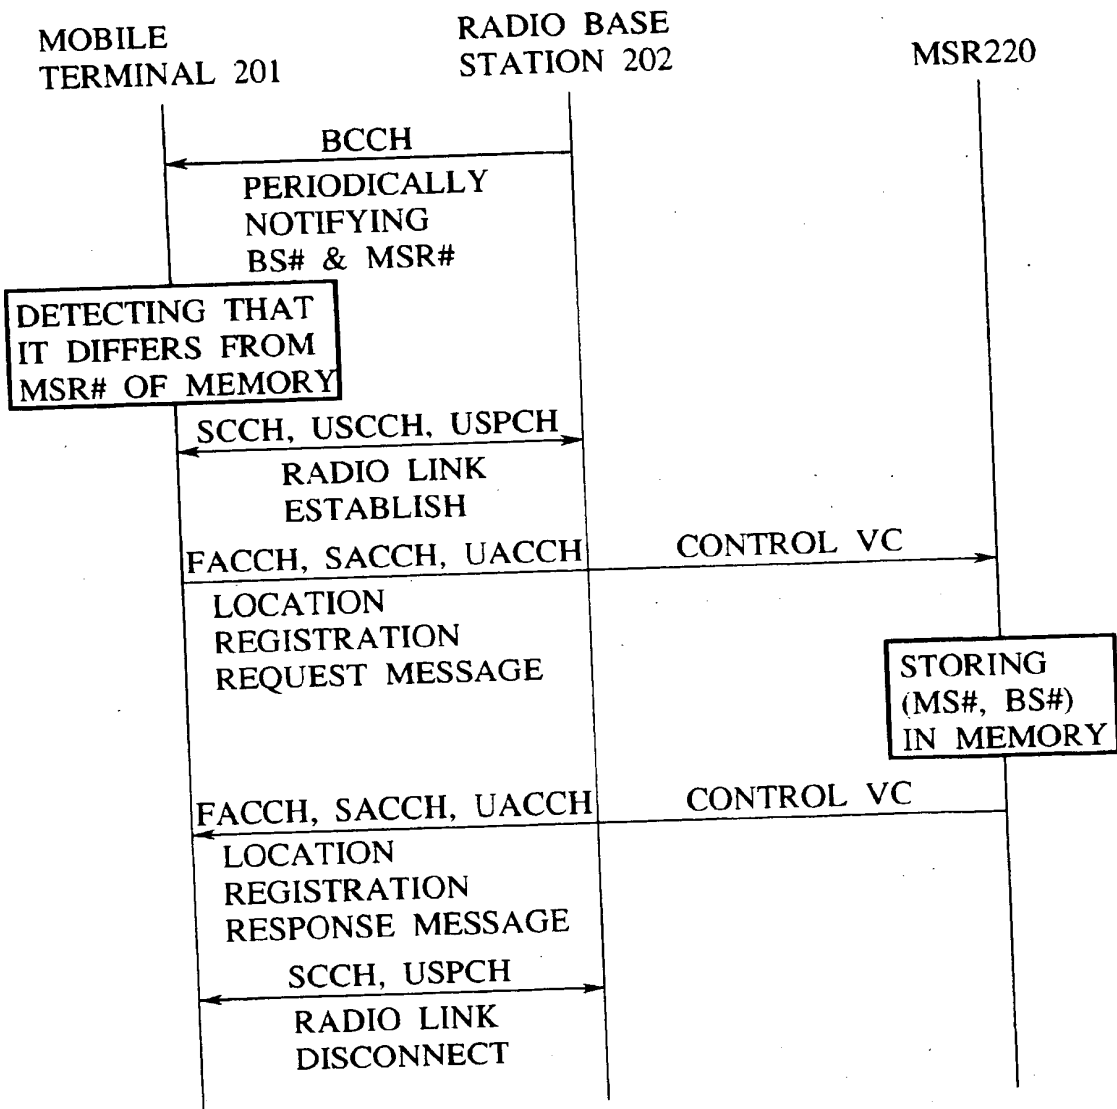 MOBILE
TERMINAL 201
RADIO BASE
STATION 202
MSR220
BCCH
PERIODICALLY
NOTIFYING
BS# & MSR#
DETECTING THAT
IT DIFFERS FROM
MSR# OF MEMORY
SCCH, USCCH, USPCH
RADIO LINK
ESTABLISH
FACCH, SACCH, UACCH
CONTROL VC
LOCATION
REGISTRATION
REQUEST MESSAGE
STORING
(MS#, BS#)
IN MEMORY
FACCH, SACCH, UACCH
CONTROL VC
LOCATION
REGISTRATION
RESPONSE MESSAGE
SCCH, USPCH
RADIO LINK
DISCONNECT